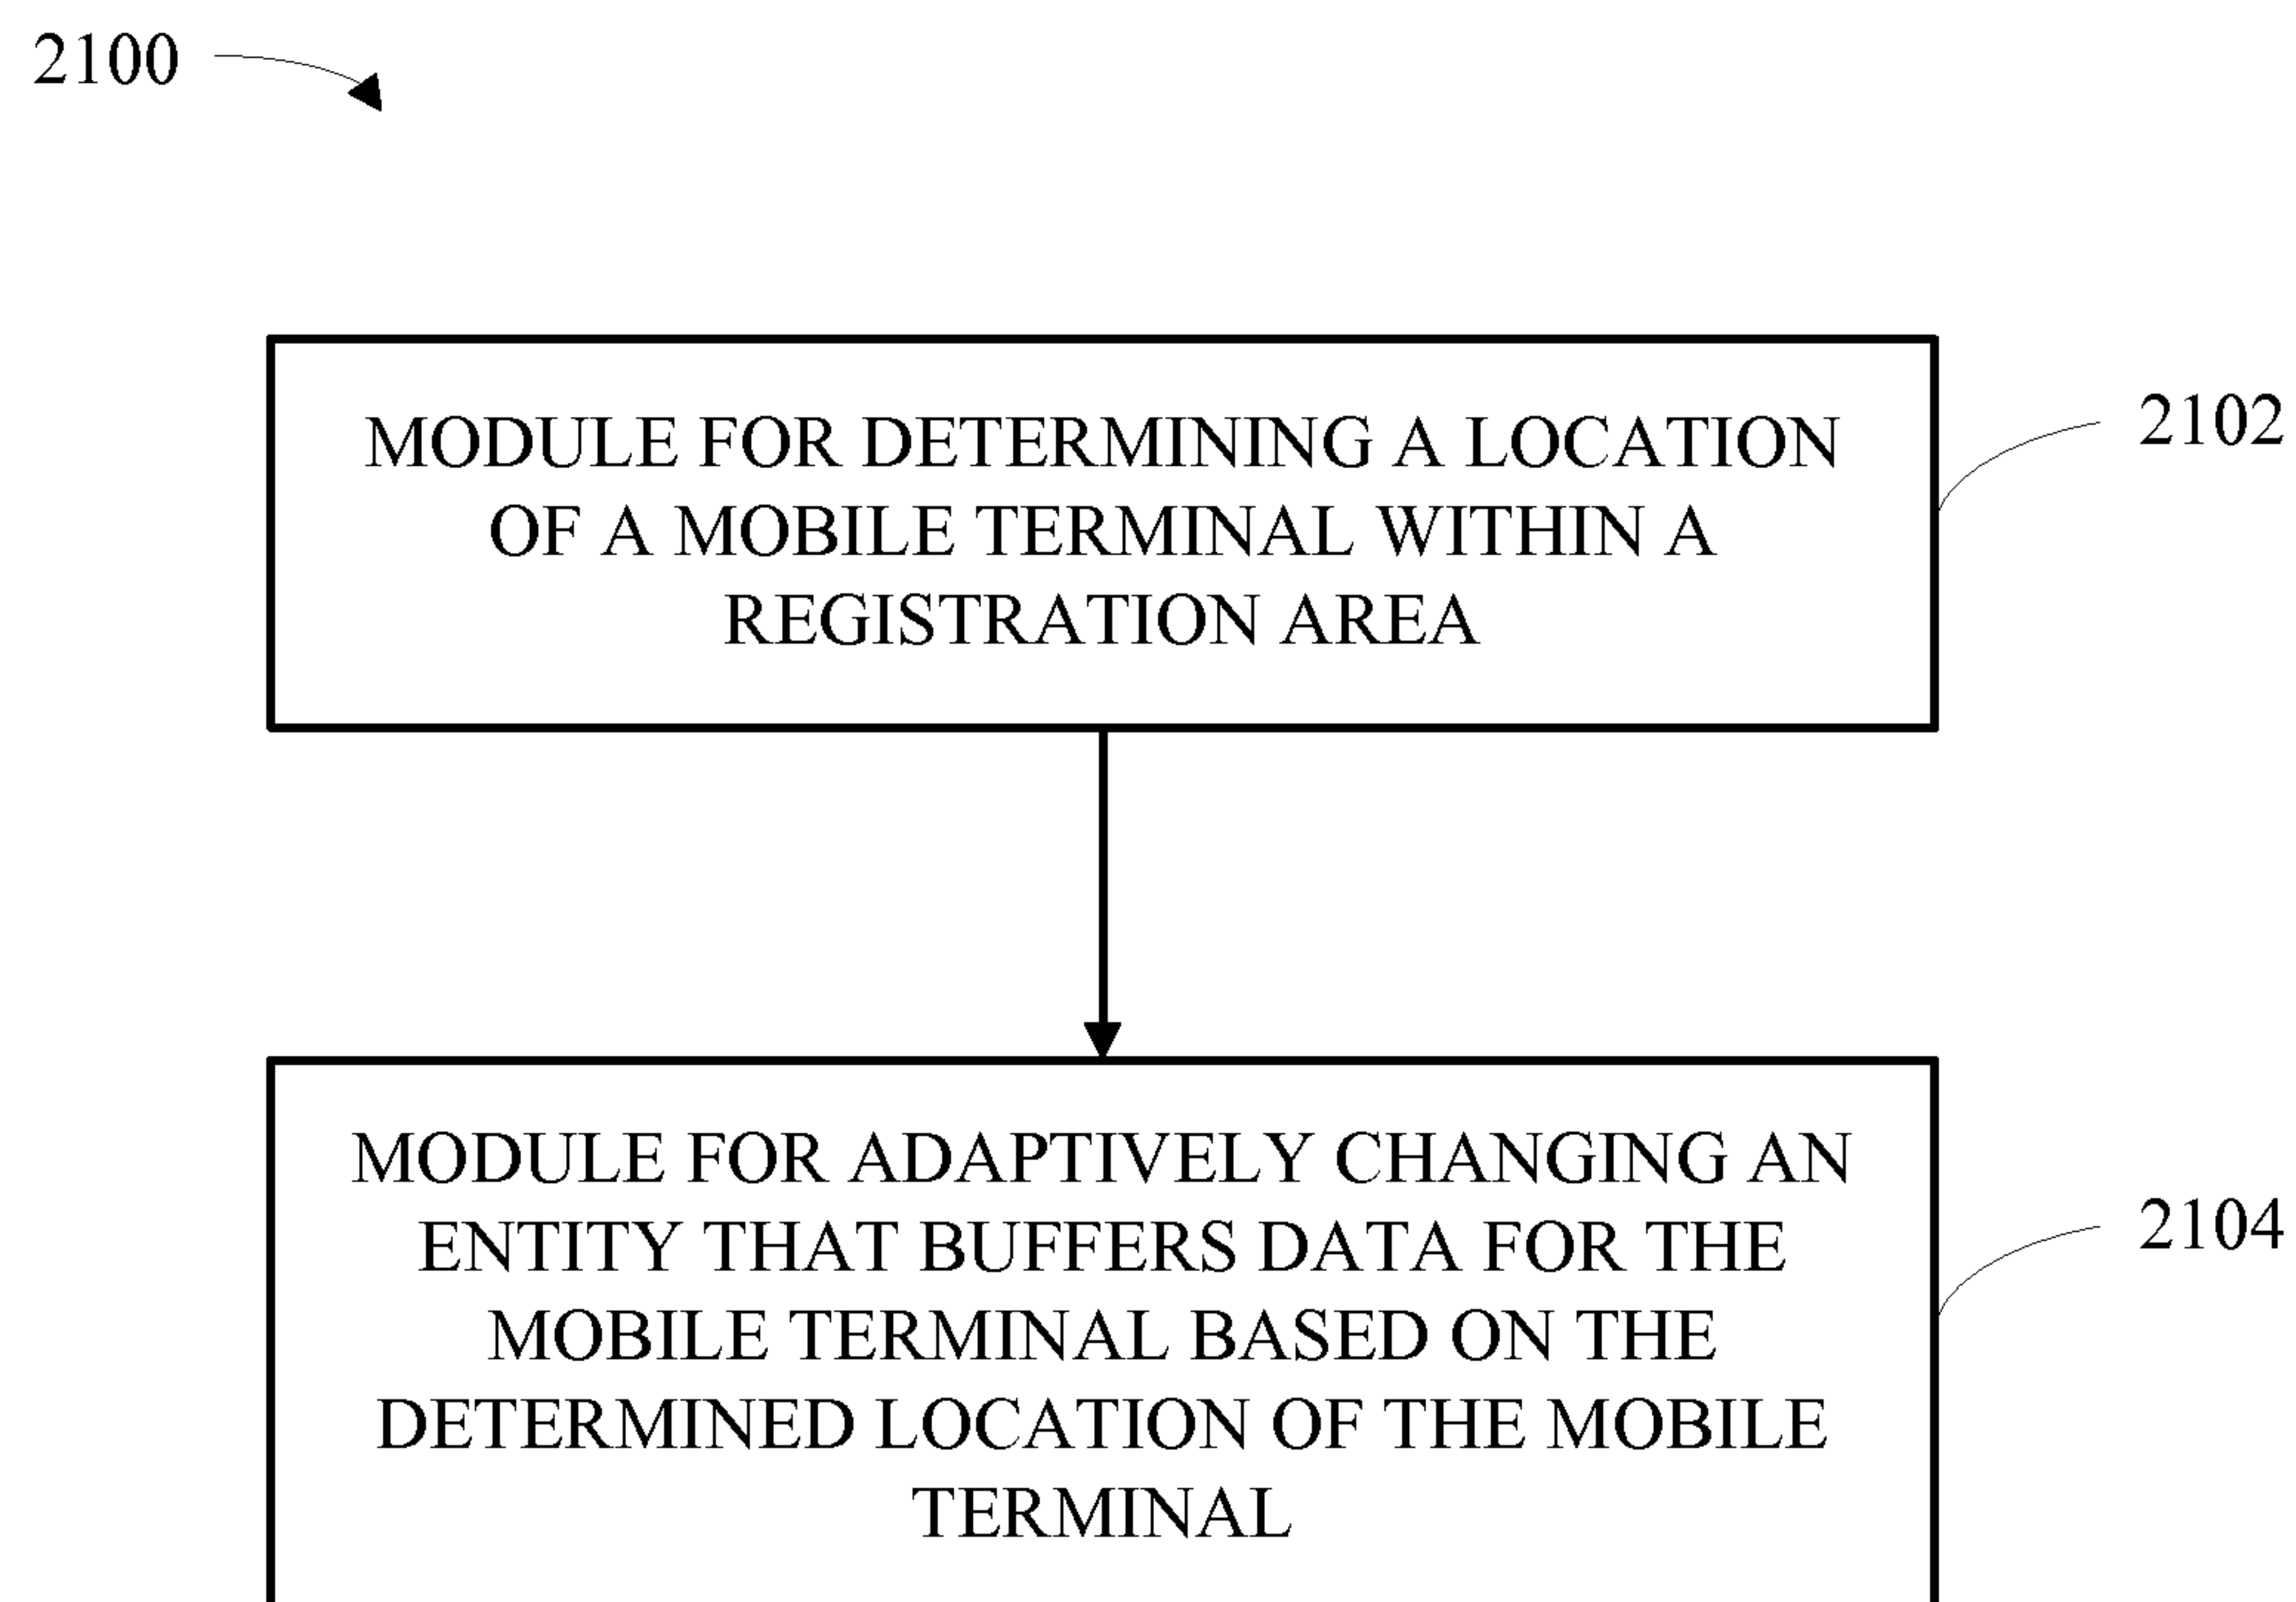 2100
MODULE FOR DETERMINING A LOCATION
OF A MOBILE TERMINAL WITHIN A
REGISTRATION AREA
2102
MODULE FOR ADAPTIVELY CHANGING AN
ENTITY THAT BUFFERS DATA FOR THE
MOBILE TERMINAL BASED ON THE
DETERMINED LOCATION OF THE MOBILE
TERMINAL
2104